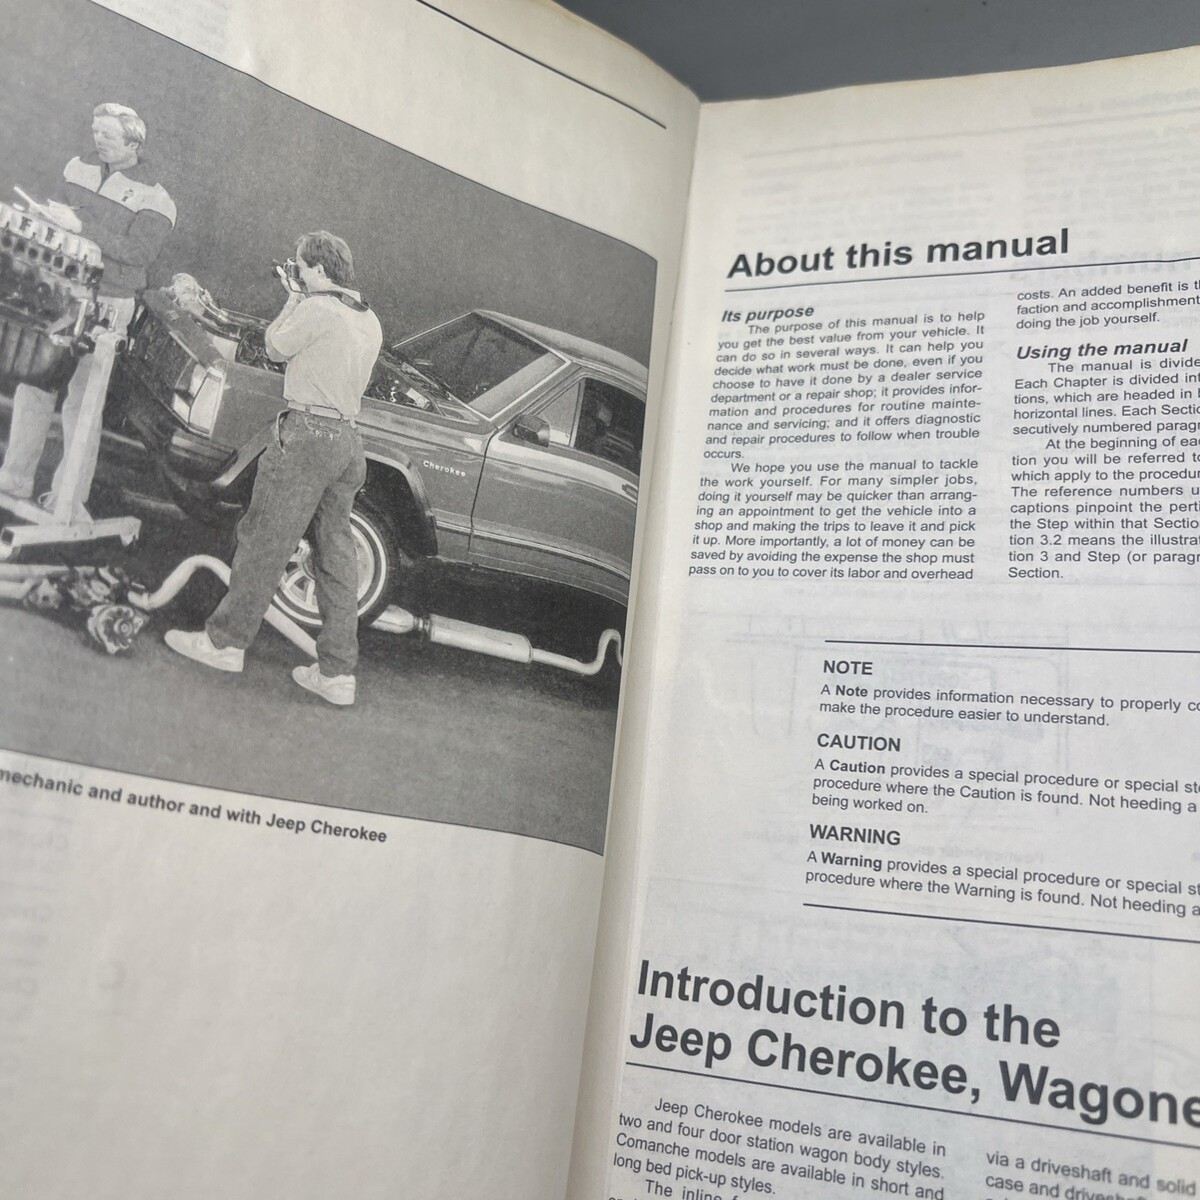 Cherokee
mechanic and author and with Jeep Cherokee
About this manual
Its purpose
The purpose of this manual is to help
you get the best value from your vehicle. It
can do so in several ways. It can help you
decide what work must be done, even if you
choose to have it done by a dealer service
department or a repair shop; it provides infor-
mation and procedures for routine mainte-
nance and servicing; and it offers diagnostic
and repair procedures to follow when trouble
occurs.
We hope you use the manual to tackle
the work yourself. For many simpler jobs,
doing it yourself may be quicker than arrang-
ing an appointment to get the vehicle into a
shop and making the trips to leave it and pick
it up. More importantly, a lot of money can be
saved by avoiding the expense the shop must
pass on to you to cover its labor and overhead
costs. An added benefit is
faction and accomplishment
doing the job yourself.
Using the manual
The manual is
Each Chapter is divided
tions, which are headed in
horizontal lines. Each
secutively numbered
At the beginning of
tion you will be referred
which apply to the
The reference numbers
captions pinpoint the
the Step within that
tion 3.2 means the
tion 3 and Step (or
Section.
NOTE
A Note provides information necessary to properly
make the procedure easier to understand.
CAUTION
A Caution provides a special procedure or special
procedure where the Caution is found. Not heeding a
being worked on.
WARNING
A Warning provides a special procedure or special
procedure where the Warning is found. Not heeding a
Introduction to the
Jeep Cherokee, Wagone
Jeep Cherokee models are available in
two and four door station wagon body styles.
Comanche models are available in short and
long bed pick-up styles.
The inline
via a driveshaft and solid
case and